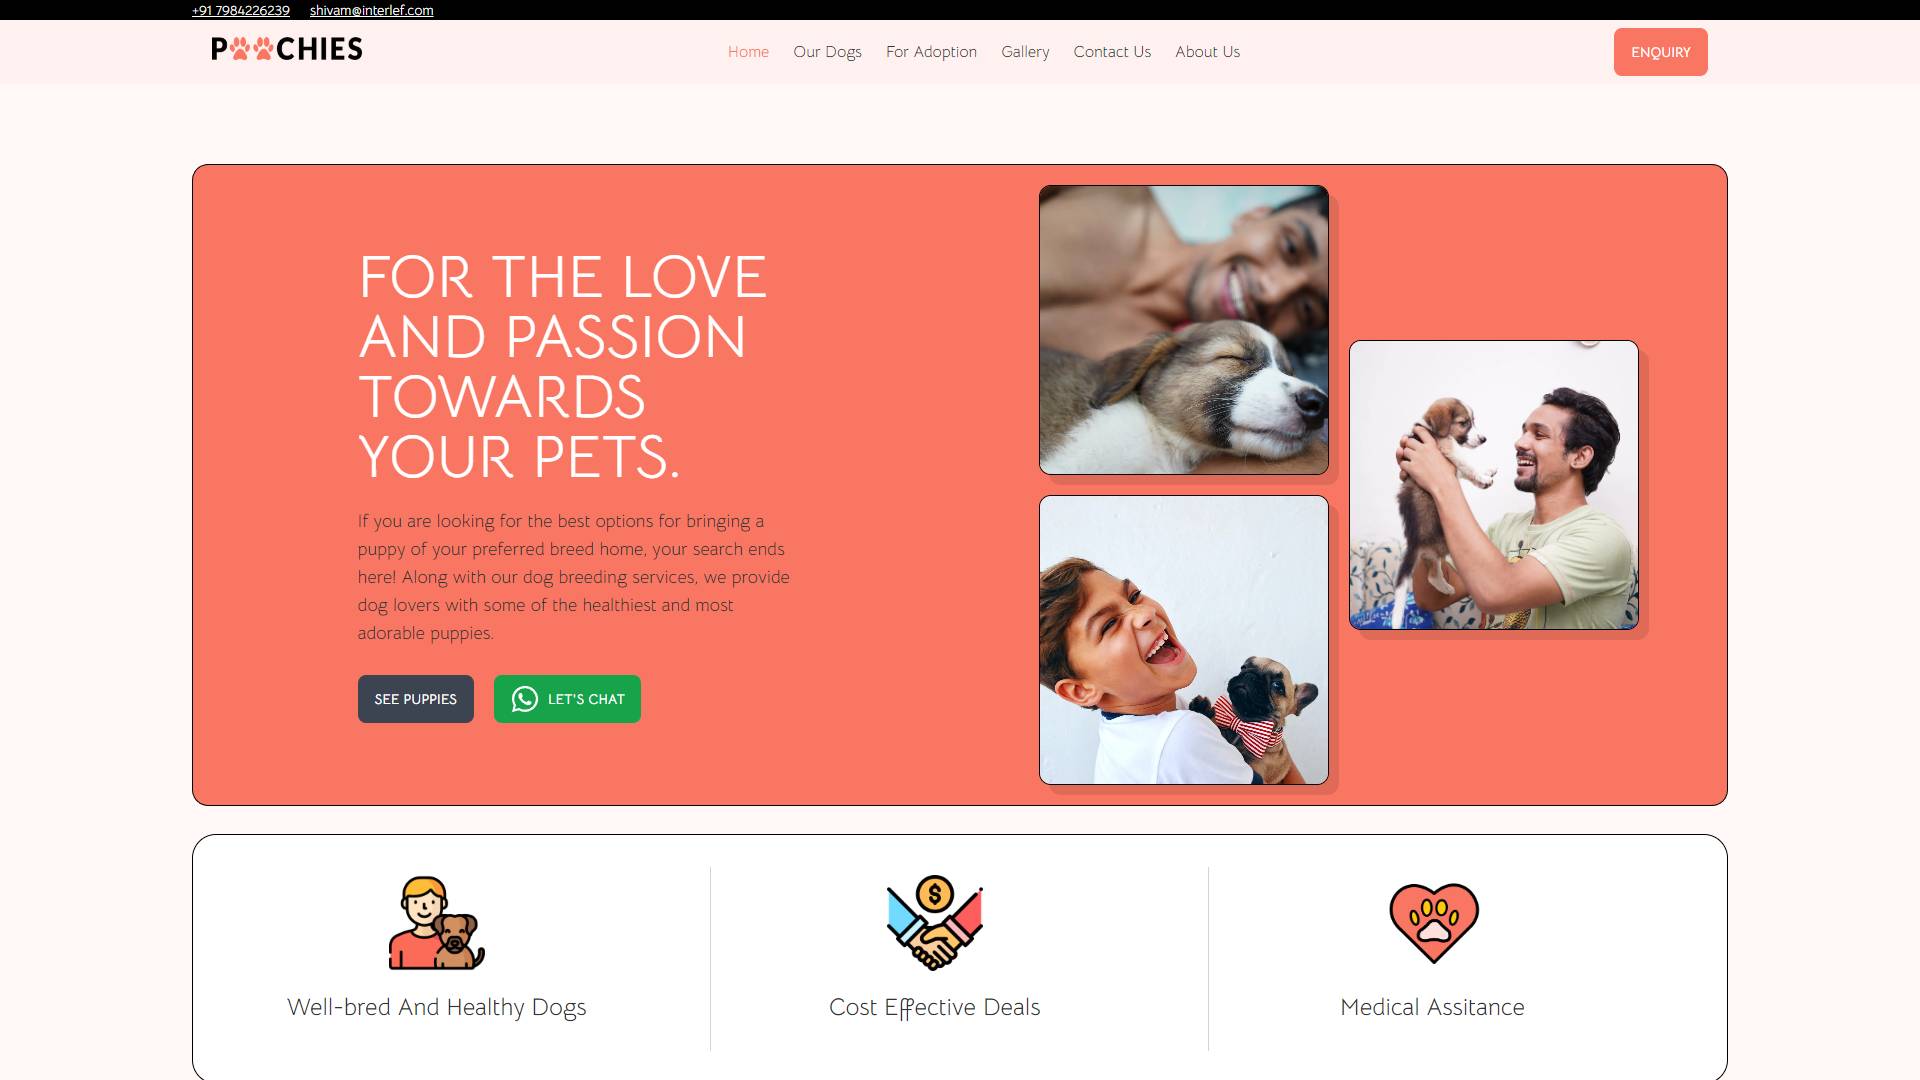 +91 7984226239 shivam@interlef.com
POOCHIES
Home Our Dogs For Adoption Gallery Contact Us About Us
ENQUIRY
FOR THE LOVE
AND PASSION
TOWARDS
YOUR PETS.
If you are looking for the best options for bringing a
puppy of your preferred breed home, your search ends
here! Along with our dog breeding services, we provide
dog lovers with some of the healthiest and most
adorable puppies.
SEE PUPPIES
LET'S CHAT
Well-bred And Healthy Dogs
Cost Effective Deals
Medical Assitance